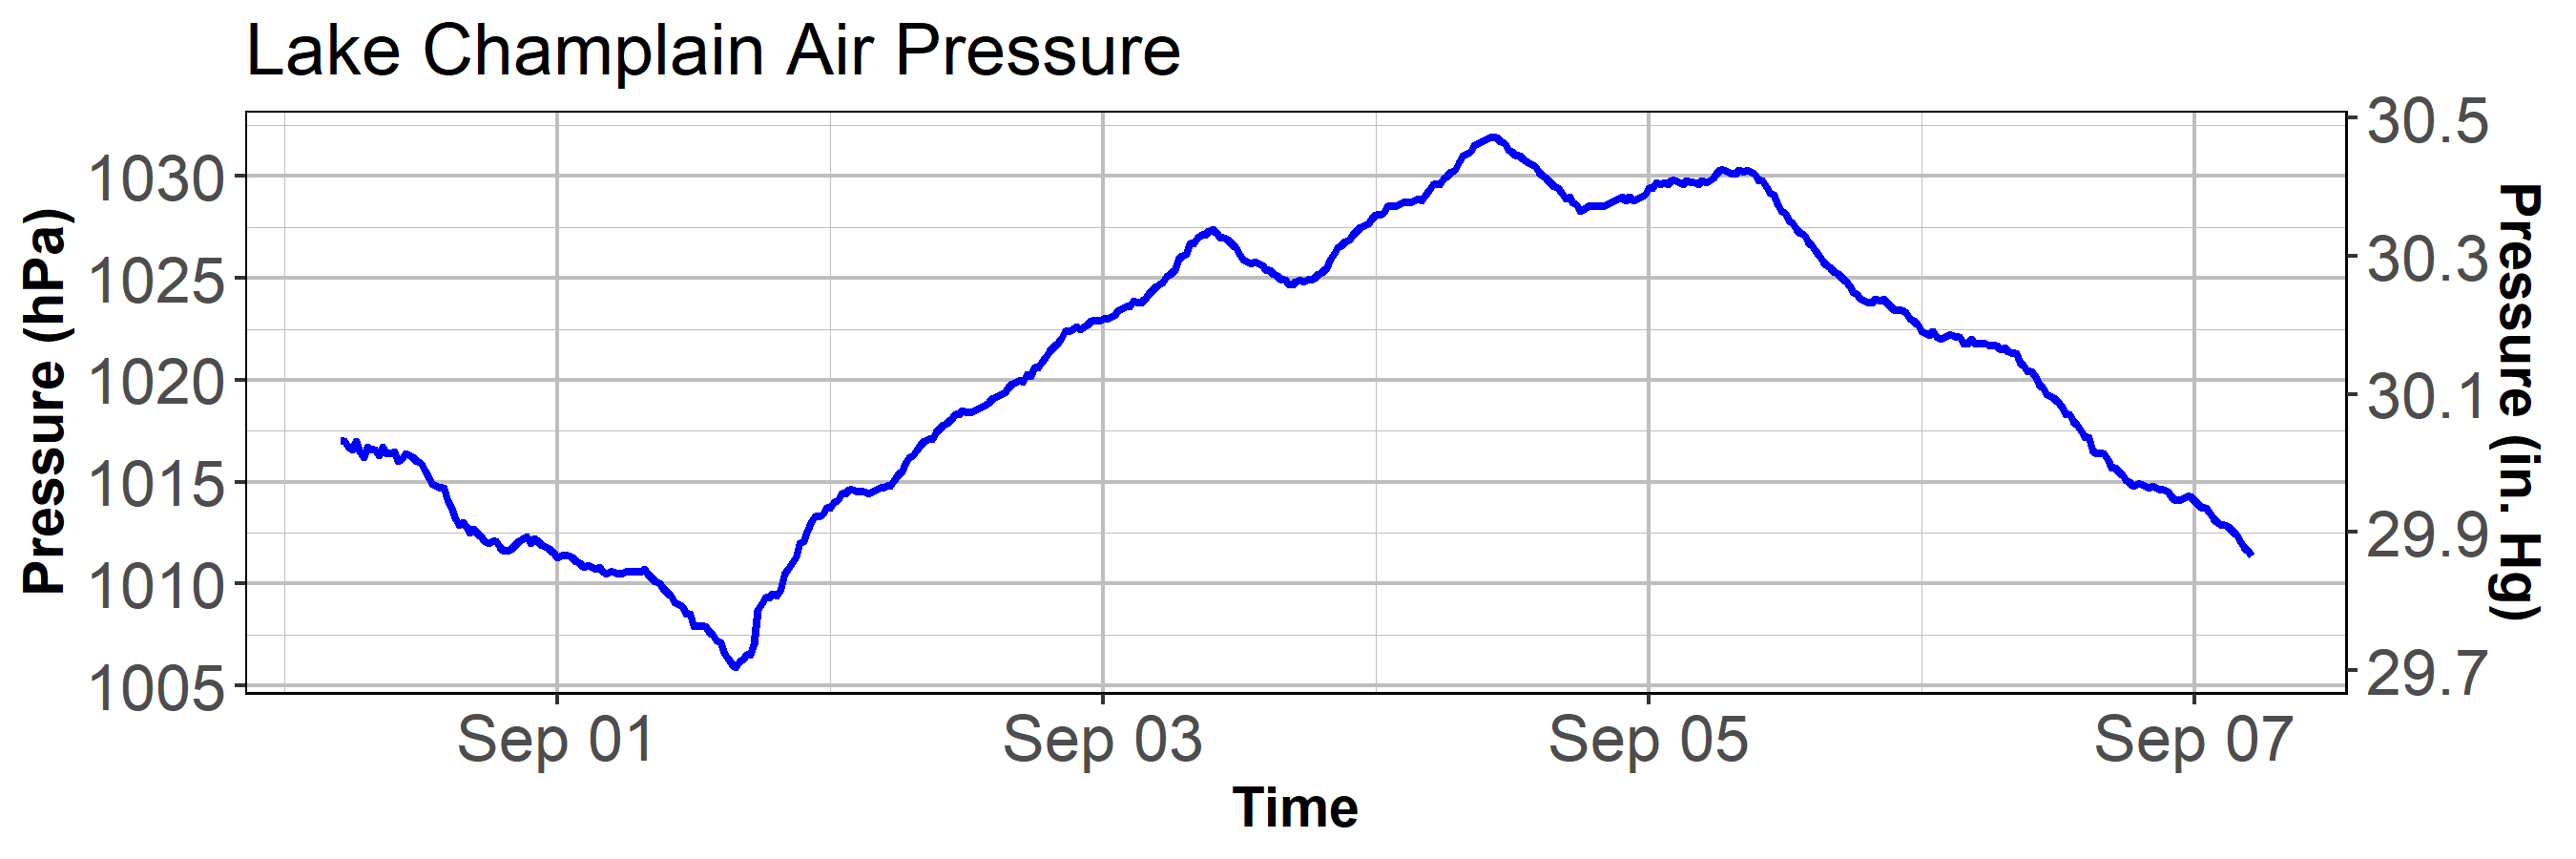 Lake Champlain Air Pressure
Pressure (hPa)
1030
1025
1020
1015
1010
1005
30.5
30.3
30.1
29.9
29.7
Pressure (in. Hg)
Sep 01 Sep 03 Sep 05 Sep 07
Time